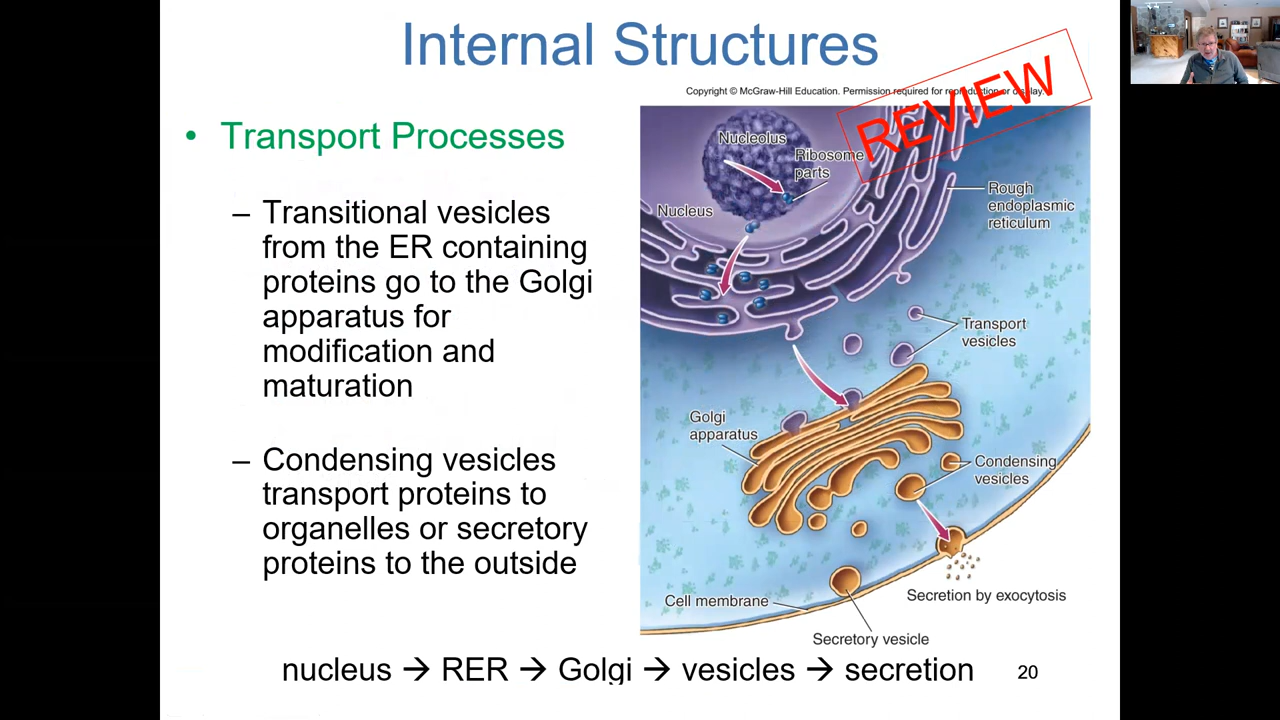 Internal Structures
Copyright © McGraw-Hill Education. Permission required for reproduction or display.
REVIEW
• Transport Processes
– Transitional vesicles
from the ER containing
proteins go to the Golgi
apparatus for
modification and
maturation
– Condensing vesicles
transport proteins to
organelles or secretory
proteins to the outside
Nucleolus
Ribosome
parts
Nucleus
Rough
endoplasmic
reticulum
Transport
vesicles
Golgi
apparatus
Condensing
vesicles
Secretion by exocytosis
Cell membrane
Secretory vesicle
nucleus → RER → Golgi → vesicles → secretion
20